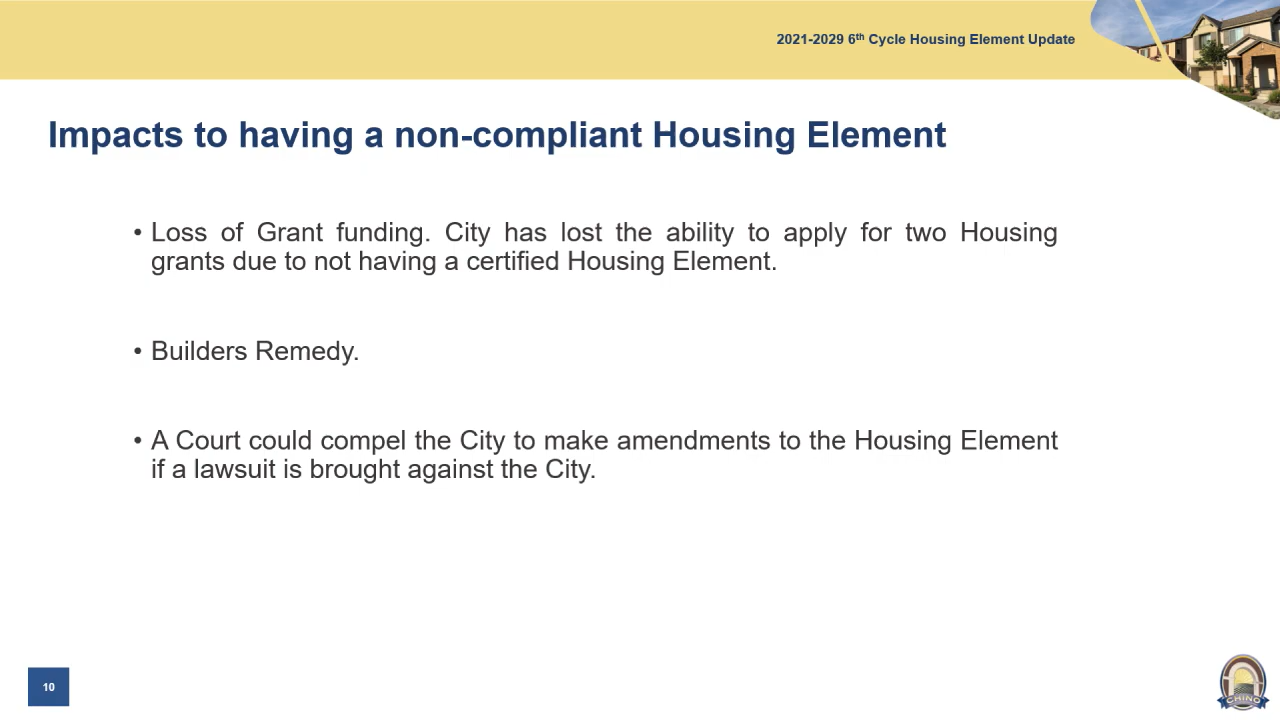 2021-2029 6th Cycle Housing Element Update
Impacts to having a non-compliant Housing Element
• Loss of Grant funding. City has lost the ability to apply for two Housing
grants due to not having a certified Housing Element.
• Builders Remedy.
• A Court could compel the City to make amendments to the Housing Element
if a lawsuit is brought against the City.
10
CHINO